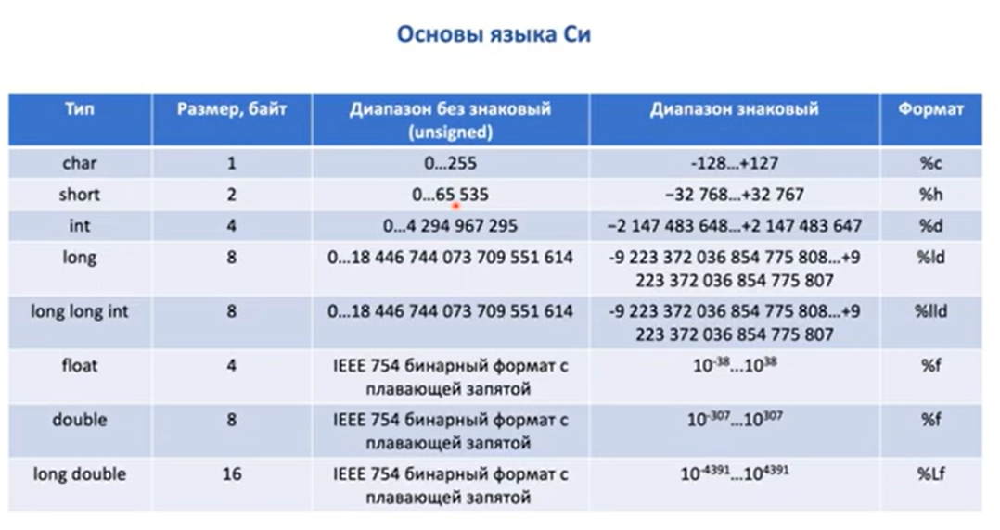 Основы языка Си
Тип Размер, байт Диапазон без знаковый (unsigned) Диапазон знаковый Формат
char 1 0...255 -128...+127 %c
short 2 0...65 535 −32 768...+32 767 %h
int 4 0...4 294 967 295 −2 147 483 648...+2 147 483 647 %d
long 8 0...18 446 744 073 709 551 614 -9 223 372 036 854 775 808...+9 223 372 036 854 775 807 %ld
long long int 8 0...18 446 744 073 709 551 614 -9 223 372 036 854 775 808...+9 223 372 036 854 775 807 %lld
float 4 IEEE 754 бинарный формат с плавающей запятой 10⁻³⁸...10³⁸ %f
double 8 IEEE 754 бинарный формат с плавающей запятой 10⁻³⁰⁷...10³⁰⁷ %f
long double 16 IEEE 754 бинарный формат с плавающей запятой 10⁻⁴³⁹¹...10⁴³⁹¹ %Lf